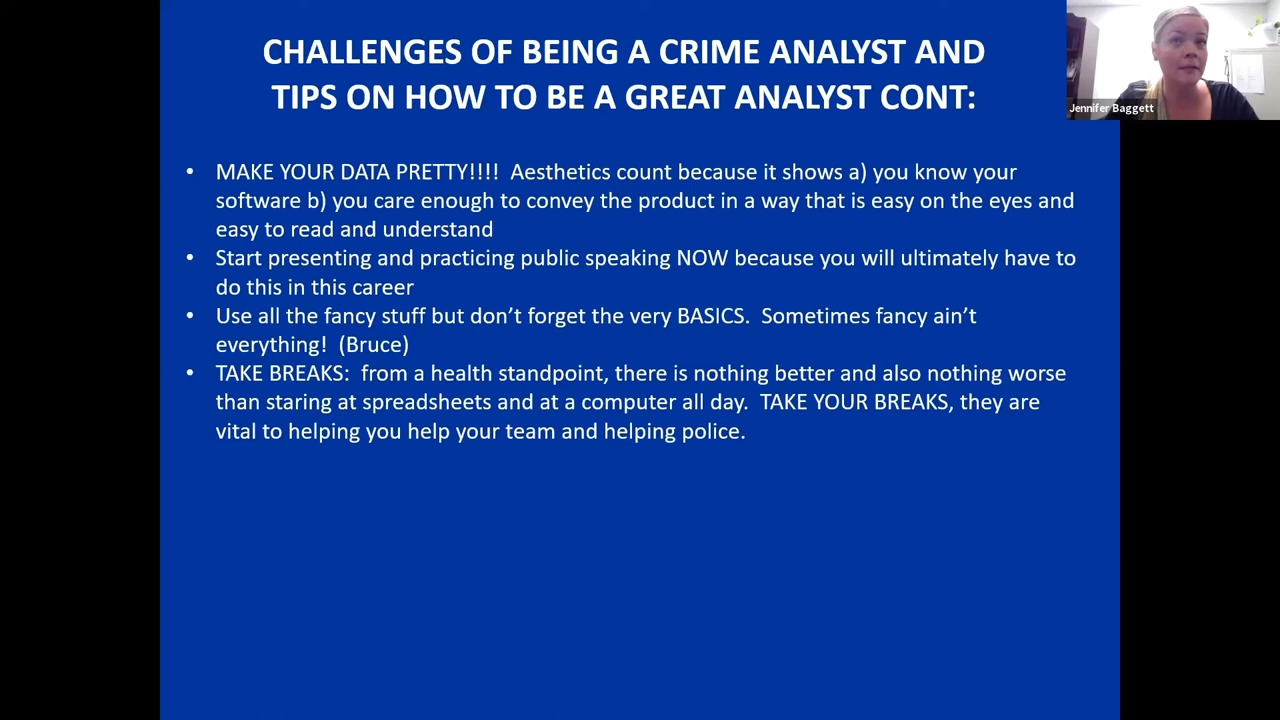 CHALLENGES OF BEING A CRIME ANALYST AND
TIPS ON HOW TO BE A GREAT ANALYST CONT:
Jennifer Baggett
• MAKE YOUR DATA PRETTY!!!!  Aesthetics count because it shows a) you know your
software b) you care enough to convey the product in a way that is easy on the eyes and
easy to read and understand
• Start presenting and practicing public speaking NOW because you will ultimately have to
do this in this career
• Use all the fancy stuff but don’t forget the very BASICS.  Sometimes fancy ain’t
everything!  (Bruce)
• TAKE BREAKS:  from a health standpoint, there is nothing better and also nothing worse
than staring at spreadsheets and at a computer all day.  TAKE YOUR BREAKS, they are
vital to helping you help your team and helping police.